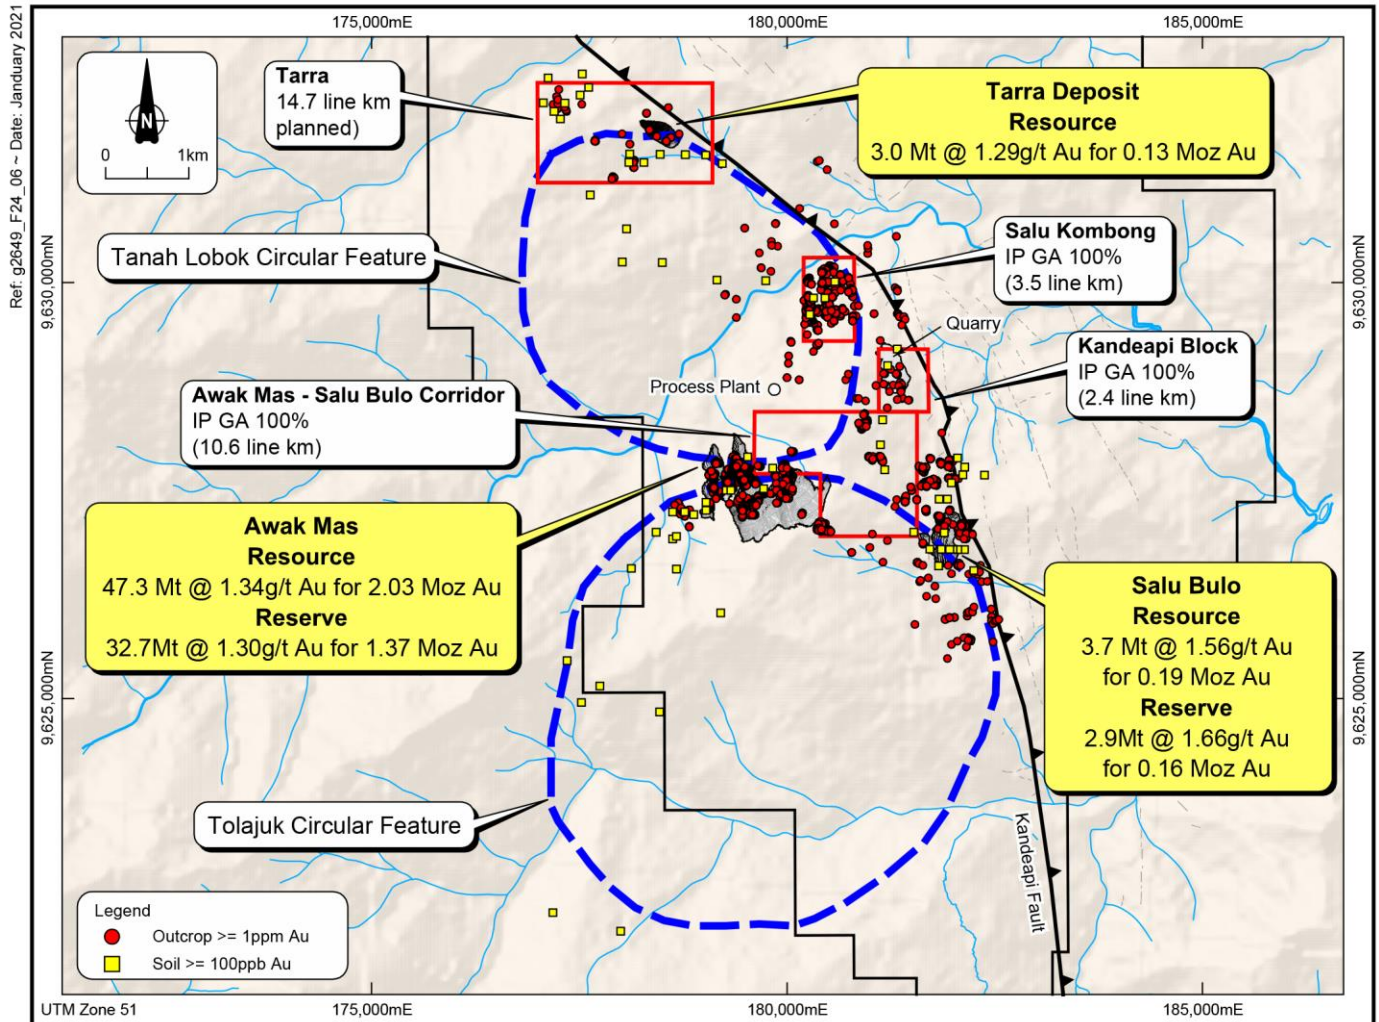 Ref: g2649_F24_06 ~ Date: Janduary 2021
175,000mE
180,000mE
185,000mE
N
0 1km
Tarra
14.7 line km
planned)
Tarra Deposit
Resource
3.0 Mt @ 1.29g/t Au for 0.13 Moz Au
Tanah Lobok Circular Feature
Salu Kombong
IP GA 100%
(3.5 line km)
9,630,000mN
9,630,000mN
Quarry
Kandeapi Block
IP GA 100%
(2.4 line km)
Process Plant
Awak Mas - Salu Bulo Corridor
IP GA 100%
(10.6 line km)
Awak Mas
Resource
47.3 Mt @ 1.34g/t Au for 2.03 Moz Au
Reserve
32.7Mt @ 1.30g/t Au for 1.37 Moz Au
Salu Bulo
Resource
3.7 Mt @ 1.56g/t Au
for 0.19 Moz Au
Reserve
2.9Mt @ 1.66g/t Au
for 0.16 Moz Au
9,625,000mN
9,625,000mN
Tolajuk Circular Feature
Kandeapi Fault
Legend
Outcrop >= 1ppm Au
Soil >= 100ppb Au
UTM Zone 51
175,000mE
180,000mE
185,000mE